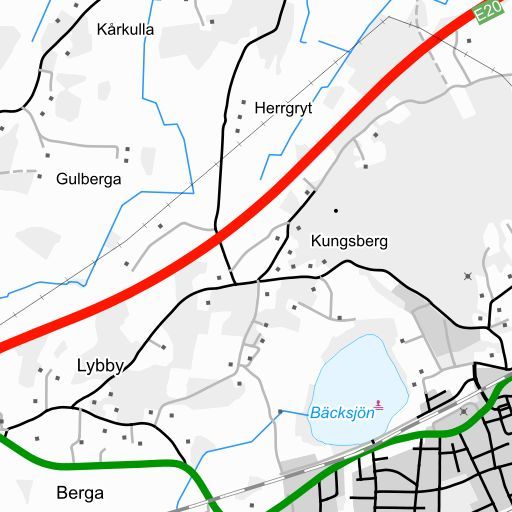 E20
Kårkulla
Herrgryt
Gulberga
Kungsberg
Lybby
Bäcksjön
Berga